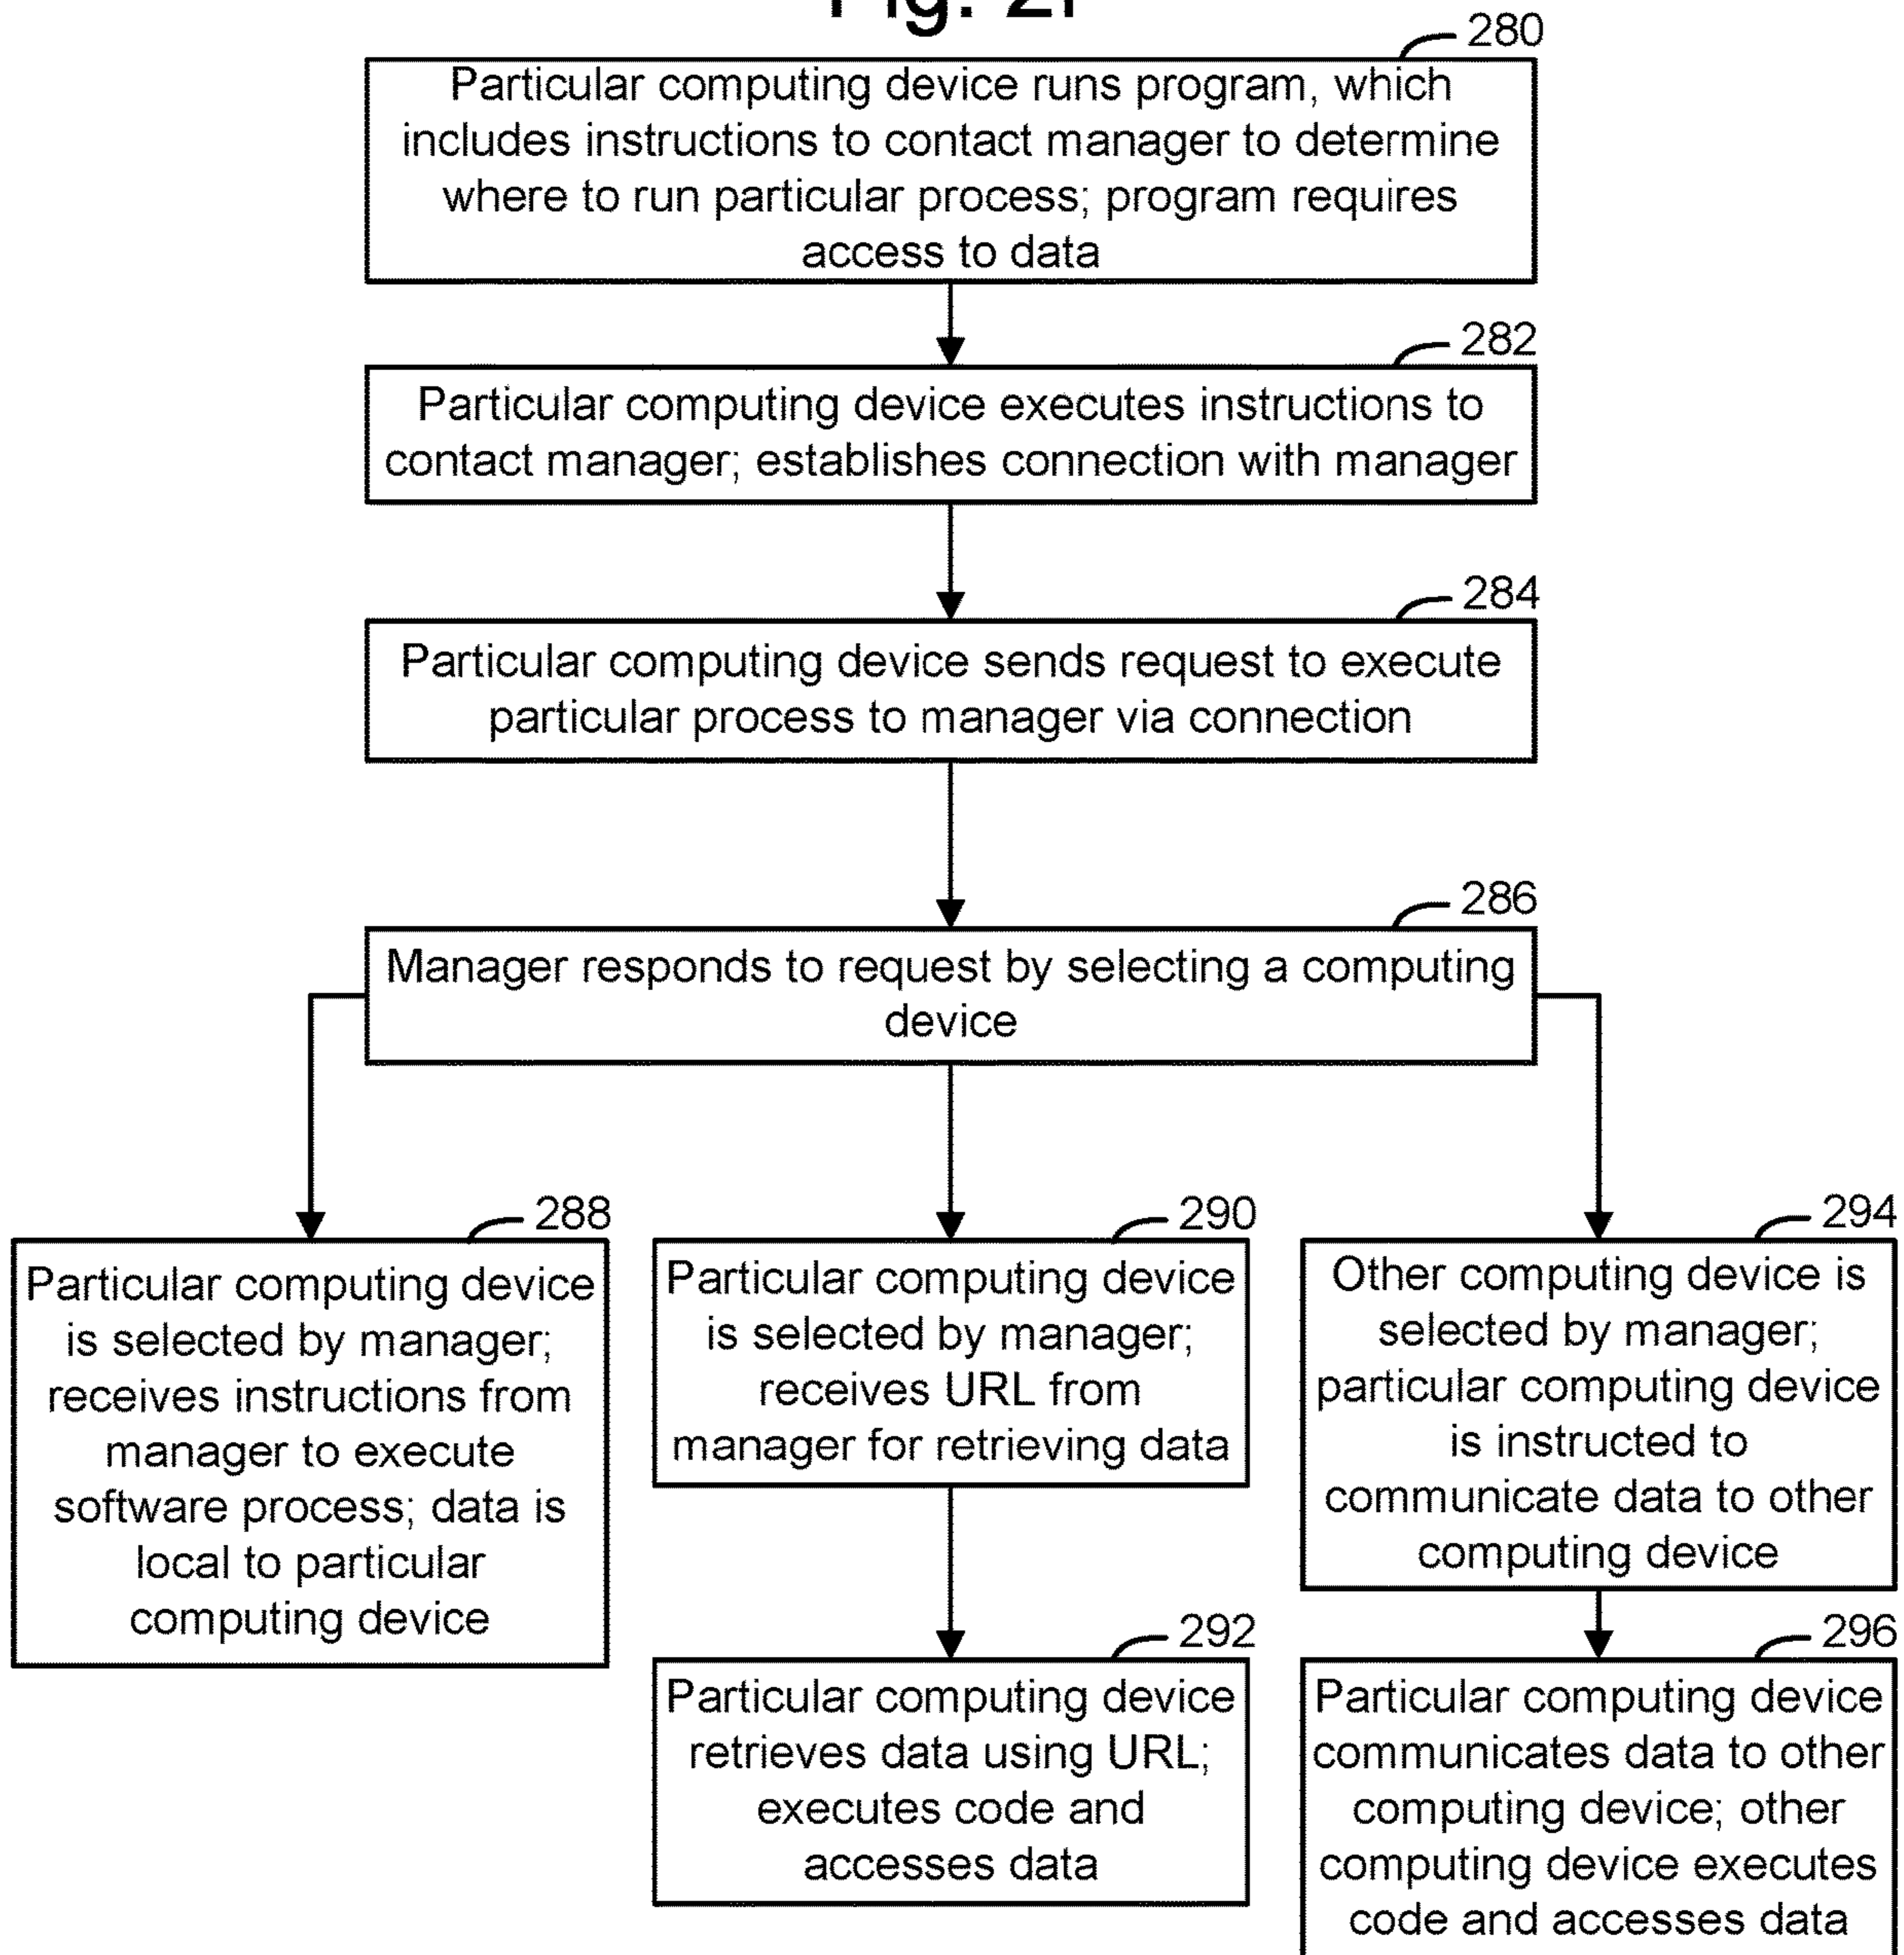 Fig.
280
Particular computing device runs program, which
includes instructions to contact manager to determine
where to run particular process; program requires
access to data
282
Particular computing device executes instructions to
contact manager; establishes connection with manager
284
Particular computing device sends request to execute
particular process to manager via connection
286
Manager responds to request by selecting a computing
device
288
Particular computing device
is selected by manager;
receives instructions from
manager to execute
software process; data is
local to particular
computing device
290
Particular computing device
is selected by manager;
receives URL from
manager for retrieving data
292
Particular computing device
retrieves data using URL;
executes code and
accesses data
294
Other computing device is
selected by manager;
particular computing device
is instructed to
communicate data to other
computing device
296
Particular computing device
communicates data to other
computing device; other
computing device executes
code and accesses data